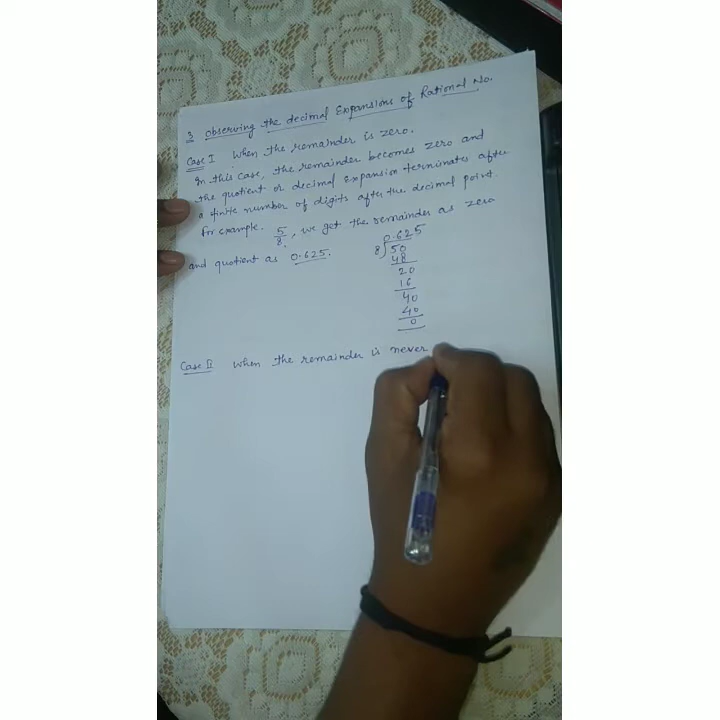 3 Observing the decimal Expansions of Rational No.
Case I When the remainder is zero.
In this case, the remainder becomes zero and
the quotient or decimal expansion terminates after
a finite number of digits after the decimal point.
for example. 5/8, we get the remainder as zero
and quotient as 0.625.
0.625
8)50
48
20
16
40
40
0
Case II When the remainder is never